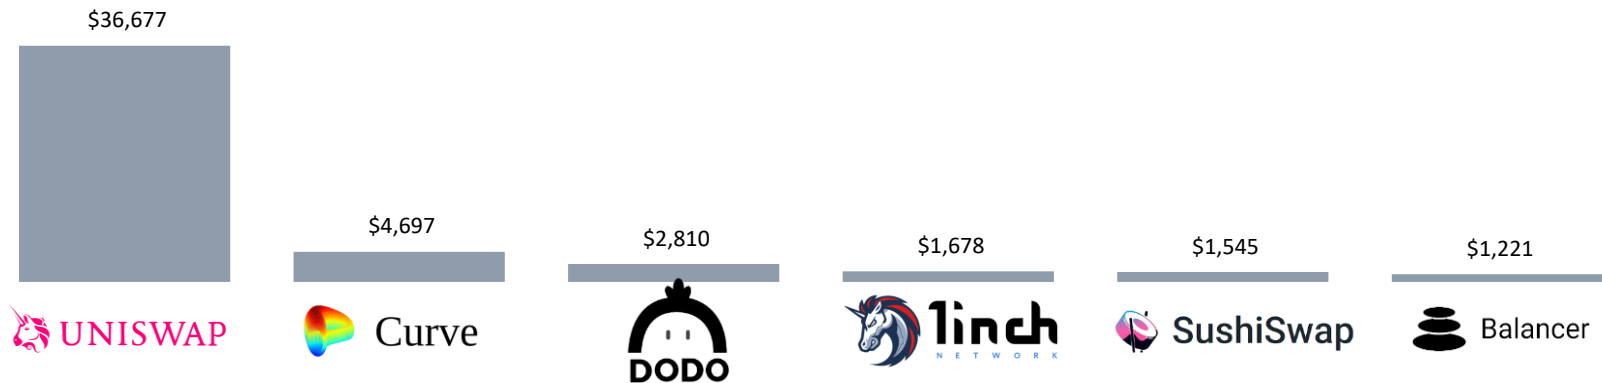 $36,677
$4,697
$2,810
$1,678
$1,545
$1,221
UNISWAP
Curve
DODO
1inch
NETWORK
SushiSwap
Balancer